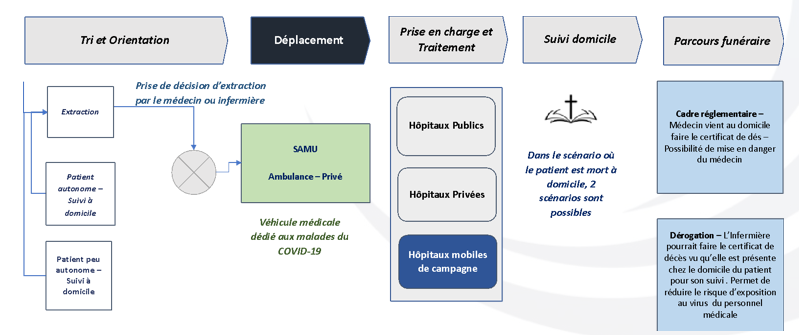 Tri et Orientation
Déplacement
Prise en charge et
Traitement
Suivi domicile
Parcours funéraire
Extraction
Prise de décision d'extraction
par le médecin ou infermière
Patient
autonome –
Suivi à
domicile
Patient peu
autonome –
Suivi à
domicile
SAMU
Ambulance – Privé
Véhicule médicale
dédié aux malades du
COVID-19
Hôpitaux Publics
Hôpitaux Privées
Hôpitaux mobiles
de campagne
Dans le scénario où
le patient est mort à
domicile, 2
scénarios sont
possibles
Cadre réglementaire –
Médecin vient au domicile
faire le certificat de dés –
Possibilité de mise en danger
du médecin
Dérogation – L'Infermière
pourrait faire le certificat de
décès vu qu'elle est présente
chez le domicile du patient
pour son suivi . Permet de
réduire le risque d'exposition
au virus du personnel
médicale